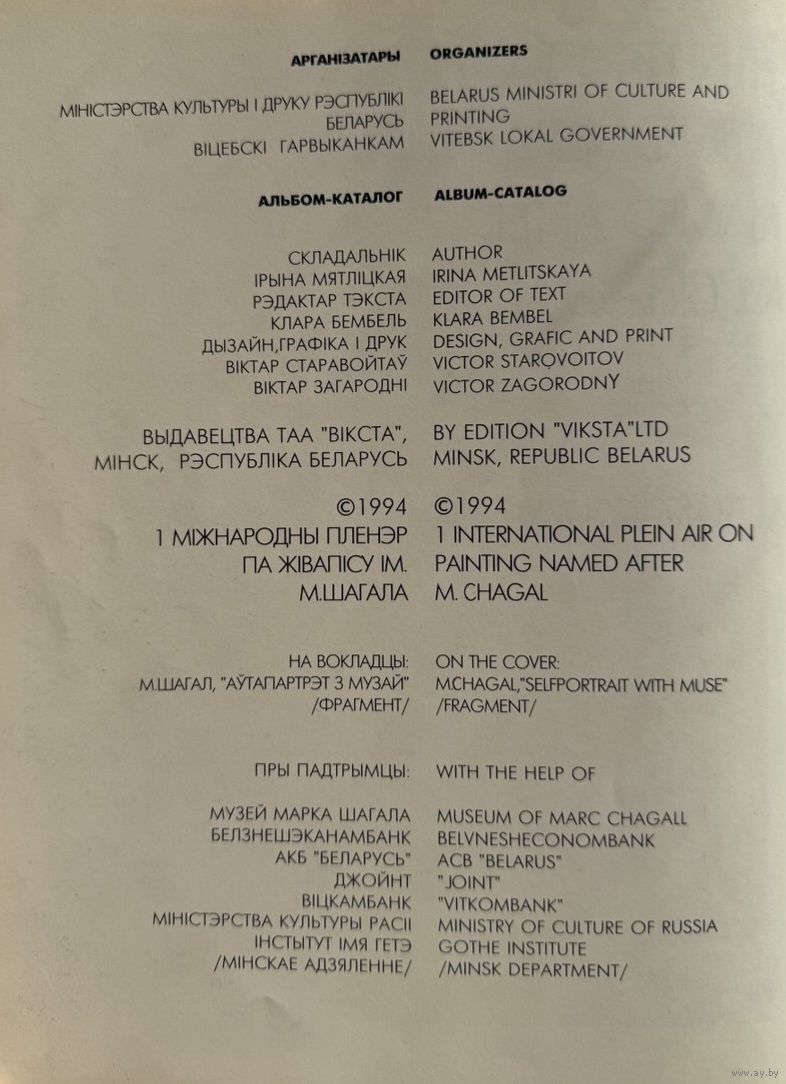 АРГАНІЗАТАРЫ
МІНІСТЭРСТВА КУЛЬТУРЫ І ДРУКУ РЭСПУБЛІКІ
БЕЛАРУСЬ
ВІЦЕБСКІ ГАРВЫКАНКАМ
АЛЬБОМ-КАТАЛОГ
СКЛАДАЛЬНІК
ІРЫНА МЯТЛІЦКАЯ
РЭДАКТАР ТЭКСТА
КЛАРА БЕМБЕЛЬ
ДЫЗАЙН,ГРАФІКА І ДРУК
ВІКТАР СТАРАВОЙТАЎ
ВІКТАР ЗАГАРОДНІ
ВЫДАВЕЦТВА ТАА "ВІКСТА",
МІНСК, РЭСПУБЛІКА БЕЛАРУСЬ
©1994
1 МІЖНАРОДНЫ ПЛЕНЭР
ПА ЖІВАПІСУ ІМ.
М.ШАГАЛА
НА ВОКЛАДЦЫ:
М.ШАГАЛ, "АЎТАПАРТРЭТ З МУЗАЙ"
/ФРАГМЕНТ/
ПРЫ ПАДТРЫМЦЫ:
МУЗЕЙ МАРКА ШАГАЛА
БЕЛЗНЕШЭКАНАМБАНК
АКБ "БЕЛАРУСЬ"
ДЖОЙНТ
ВІЦКАМБАНК
МІНІСТЭРСТВА КУЛЬТУРЫ РАСІІ
ІНСТЫТУТ ІМЯ ГЕТЭ
/МІНСКАЕ АДЗЯЛЕННЕ/
ORGANIZERS
BELARUS MINISTRI OF CULTURE AND
PRINTING
VITEBSK LOKAL GOVERNMENT
ALBUM-CATALOG
AUTHOR
IRINA METLITSKAYA
EDITOR OF TEXT
KLARA BEMBEL
DESIGN, GRAFIC AND PRINT
VICTOR STAROVOITOV
VICTOR ZAGORODNY
BY EDITION "VIKSTA"LTD
MINSK, REPUBLIC BELARUS
©1994
1 INTERNATIONAL PLEIN AIR ON
PAINTING NAMED AFTER
M. CHAGAL
ON THE COVER:
M.CHAGAL,"SELFPORTRAIT WITH MUSE"
/FRAGMENT/
WITH THE HELP OF
MUSEUM OF MARC CHAGALL
BELVNESHECONOMBANK
ACB "BELARUS"
"JOINT"
"VITKOMBANK"
MINISTRY OF CULTURE OF RUSSIA
GOTHE INSTITUTE
/MINSK DEPARTMENT/
www.ay.by